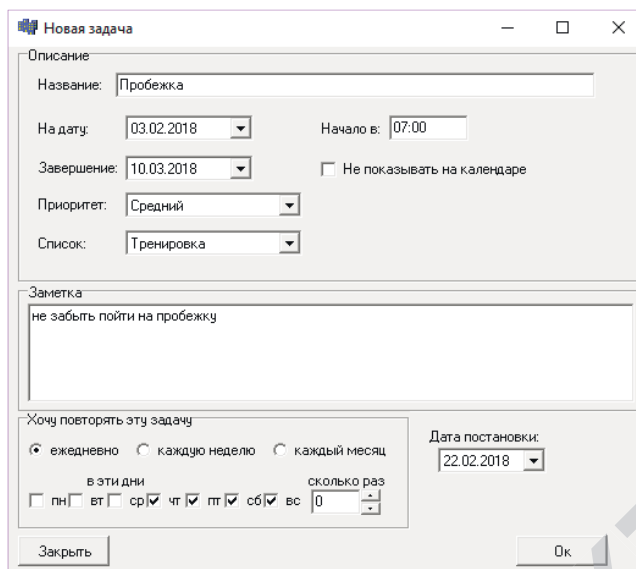 Новая задача
Описание
Название: Пробежка
На дату: 03.02.2018 Начало в: 07:00
Завершение: 10.03.2018 Не показывать на календаре
Приоритет: Средний
Список: Тренировка
Заметка
не забыть пойти на пробежку
Хочу повторять эту задачу
ежедневно каждую неделю каждый месяц
Дата постановки:
22.02.2018
в эти дни сколько раз
пн вт ср чт пт сб вс 0
Закрыть Ок